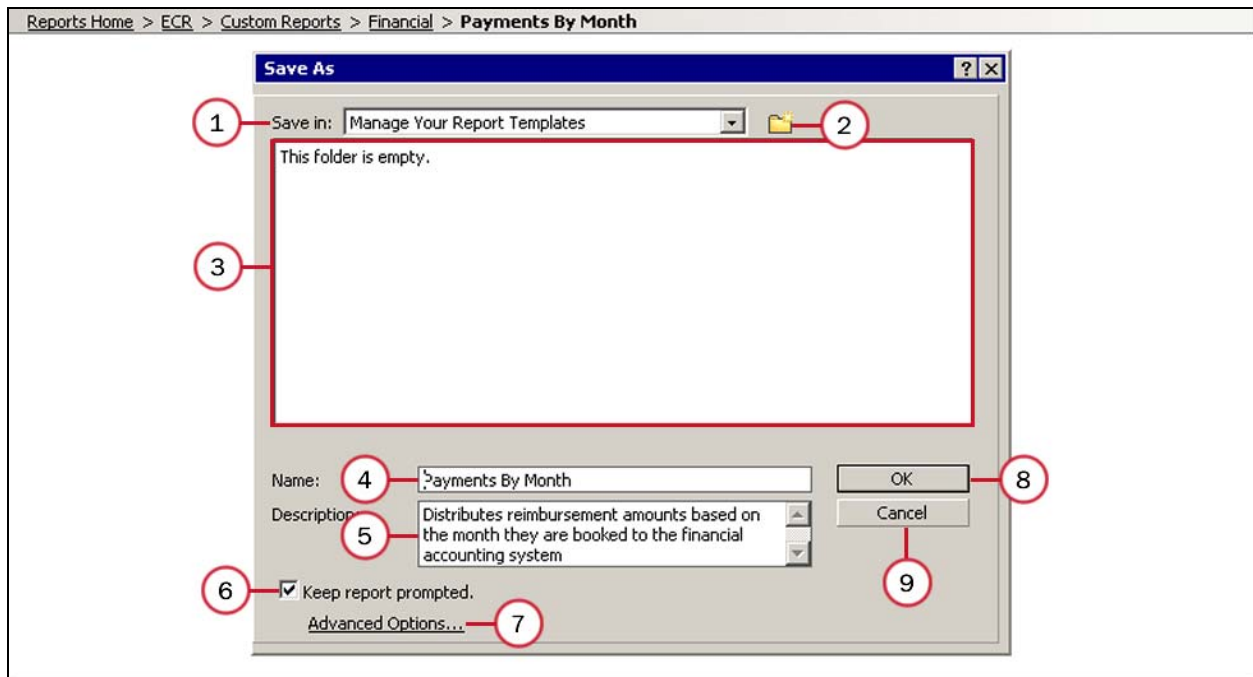 Reports Home > ECR > Custom Reports > Financial > Payments By Month
Save As
? X
1
Save in: Manage Your Report Templates
2
This folder is empty.
3
Name:
4
Payments By Month
OK
8
Description:
5
Distributes reimbursement amounts based on
the month they are booked to the financial
accounting system
Cancel
9
6
Keep report prompted.
Advanced Options...
7